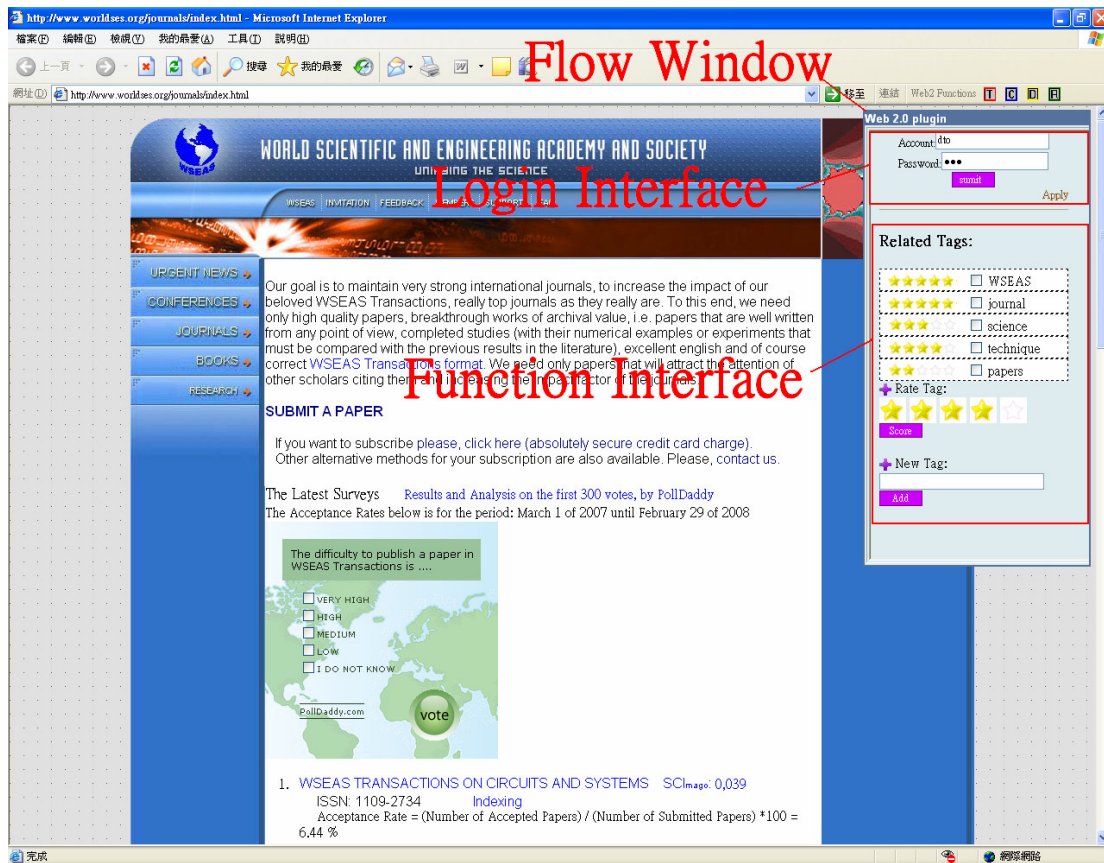 http://www.worldses.org/journals/index.html - Microsoft Internet Explorer
檔案(F) 編輯(E) 檢視(V) 我的最愛(A) 工具(T) 說明(H)
上一頁 搜尋 我的最愛
Flow Window
網址(D) http://www.worldses.org/journals/index.html 移至 連結 Web2 Functions T C D R
Web 2.0 plugin
Account: dto
Password: •••
sumit
Apply
WSEAS
WORLD SCIENTIFIC AND ENGINEERING ACADEMY AND SOCIETY
UNIFYING THE SCIENCE
Login Interface
WSEAS INVITATION FEEDBACK MEMBERS SUPPORT
URGENT NEWS
CONFERENCES
JOURNALS
BOOKS
RESEARCH
Our goal is to maintain very strong international journals, to increase the impact of our
beloved WSEAS Transactions, really top journals as they really are. To this end, we need
only high quality papers, breakthrough works of archival value, i.e. papers that are well written
from any point of view, completed studies (with their numerical examples or experiments that
must be compared with the previous results in the literature), excellent english and of course
correct WSEAS Transactions format. We need only papers that will attract the attention of
other scholars citing them and increasing the impact factor of the journals.
Function Interface
SUBMIT A PAPER
If you want to subscribe please, click here (absolutely secure credit card charge).
Other alternative methods for your subscription are also available. Please, contact us.
The Latest Surveys Results and Analysis on the first 300 votes, by PollDaddy
The Acceptance Rates below is for the period: March 1 of 2007 until February 29 of 2008
The difficulty to publish a paper in
WSEAS Transactions is ....
VERY HIGH
HIGH
MEDIUM
LOW
I DO NOT KNOW
PollDaddy.com
vote
1. WSEAS TRANSACTIONS ON CIRCUITS AND SYSTEMS SCImago: 0,039
ISSN: 1109-2734 Indexing
Acceptance Rate = (Number of Accepted Papers) / (Number of Submitted Papers) *100 =
6.44 %
Related Tags:
WSEAS
journal
science
technique
papers
Rate Tag:
Score
New Tag:
Add
完成
網際網路